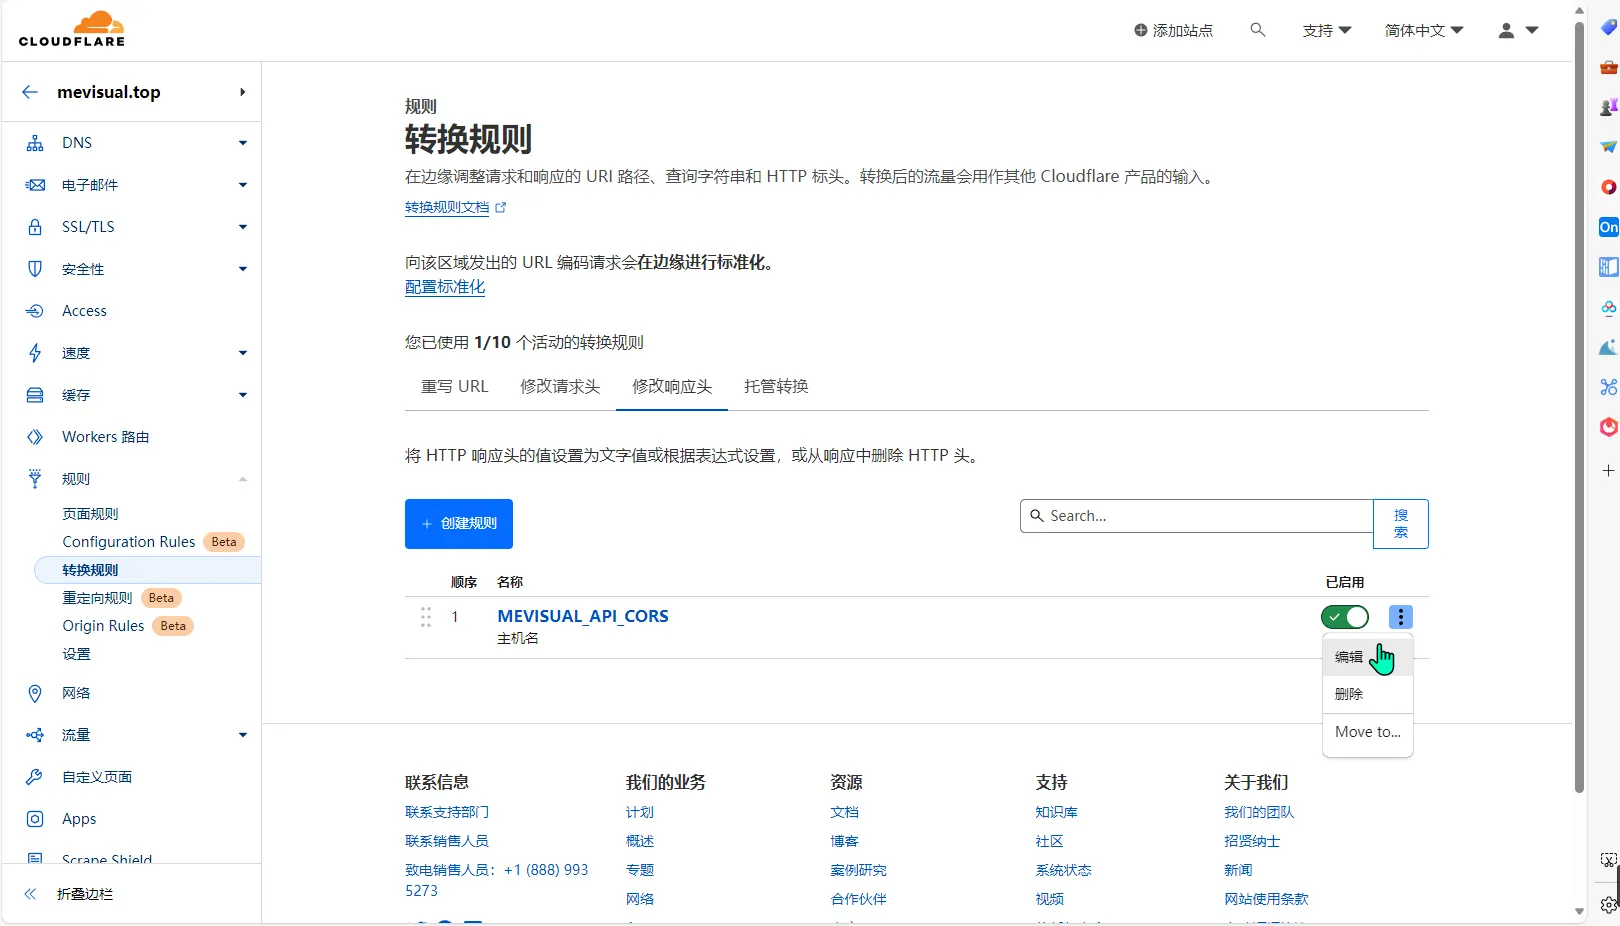 CLOUDFLARE
添加站点
支持
简体中文
mevisual.top
DNS
电子邮件
SSL/TLS
安全性
Access
速度
缓存
Workers 路由
规则
页面规则
Configuration Rules Beta
转换规则
重定向规则 Beta
Origin Rules Beta
设置
网络
流量
自定义页面
Apps
Scrape Shield
折叠边栏
规则
转换规则
在边缘调整请求和响应的 URI 路径、查询字符串和 HTTP 标头。转换后的流量会用作其他 Cloudflare 产品的输入。
转换规则文档
向该区域发出的 URL 编码请求会在边缘进行标准化。
配置标准化
您已使用 1/10 个活动的转换规则
重写 URL 修改请求头 修改响应头 托管转换
将 HTTP 响应头的值设置为文字值或根据表达式设置，或从响应中删除 HTTP 头。
+ 创建规则
Search...
搜
索
顺序 名称 已启用
1 MEVISUAL_API_CORS
主机名
编辑
删除
Move to...
联系信息
联系支持部门
联系销售人员
致电销售人员：+1 (888) 993
5273
我们的业务
计划
概述
专题
网络
资源
文档
博客
案例研究
合作伙伴
支持
知识库
社区
系统状态
视频
关于我们
我们的团队
招贤纳士
新闻
网站使用条款
On